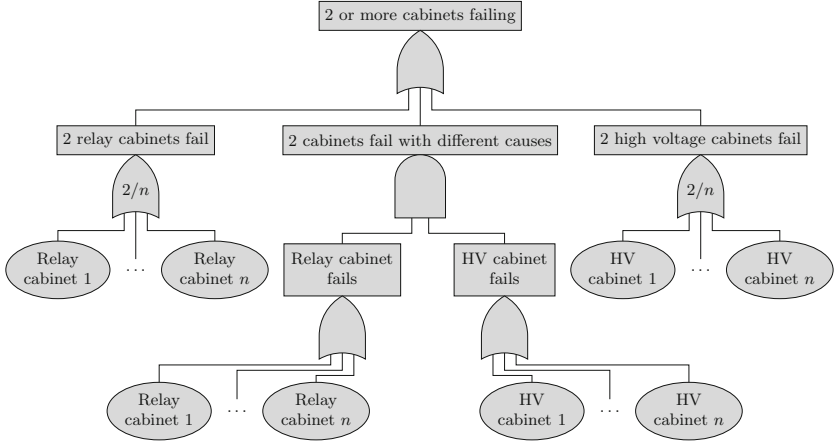 2 or more cabinets failing
2 relay cabinets fail
2 cabinets fail with different causes
2 high voltage cabinets fail
2/n
2/n
Relay
cabinet 1
...
Relay
cabinet n
Relay cabinet
fails
HV cabinet
fails
HV
cabinet 1
...
HV
cabinet n
Relay
cabinet 1
...
Relay
cabinet n
HV
cabinet 1
...
HV
cabinet n